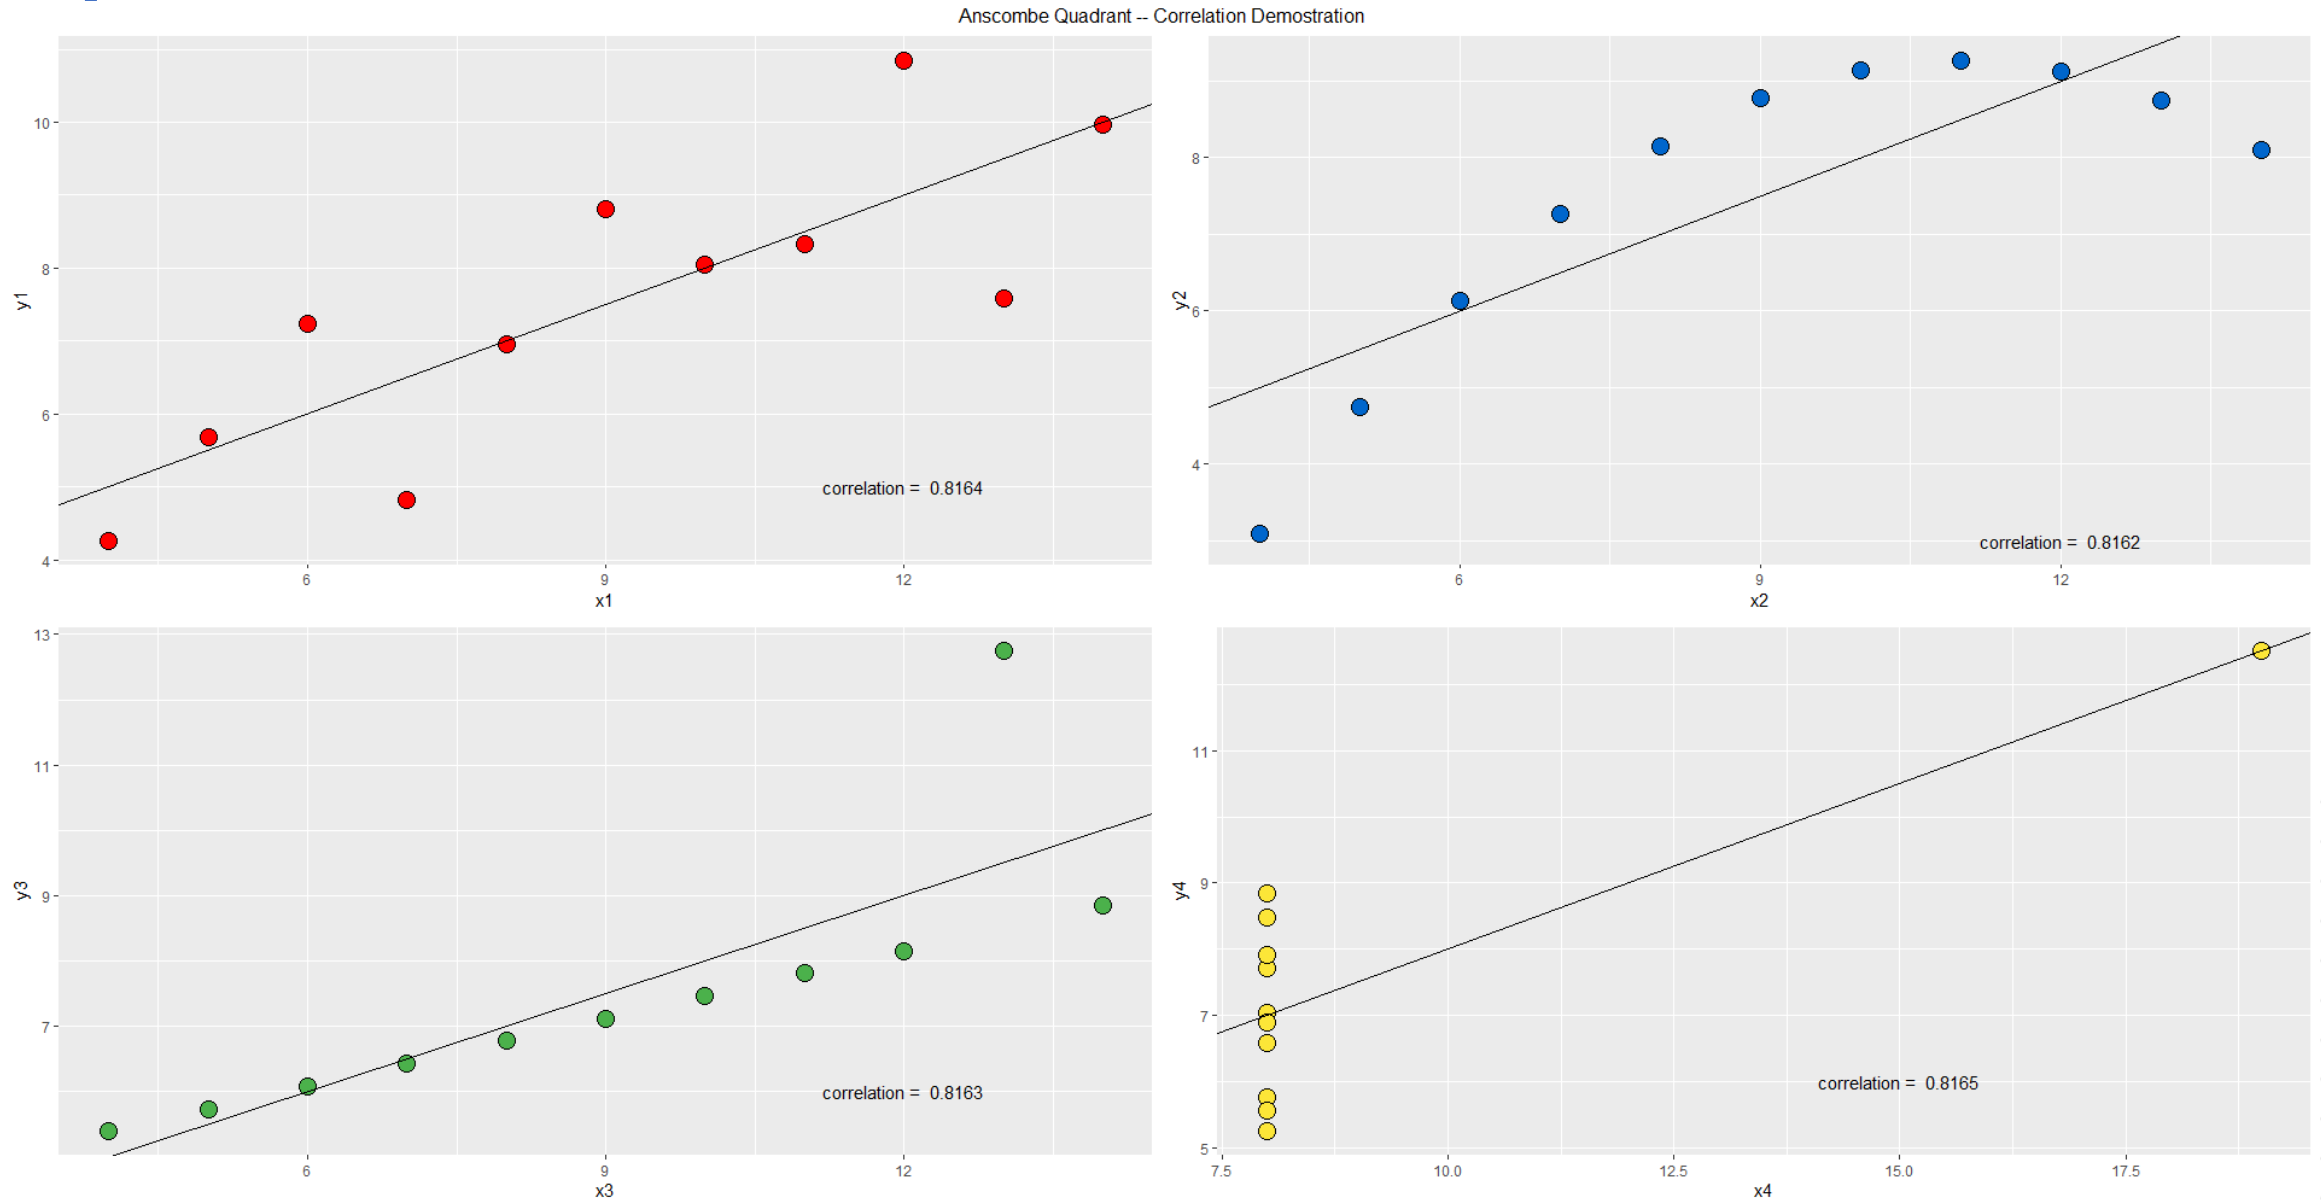 Anscombe Quadrant -- Correlation Demostration
10
8
6
4
y1
correlation = 0.8164
6 9 12
x1
8
6
4
y2
correlation = 0.8162
6 9 12
x2
13
11
9
7
y3
correlation = 0.8163
6 9 12
x3
11
9
7
5
y4
correlation = 0.8165
7.5 10.0 12.5 15.0 17.5
x4